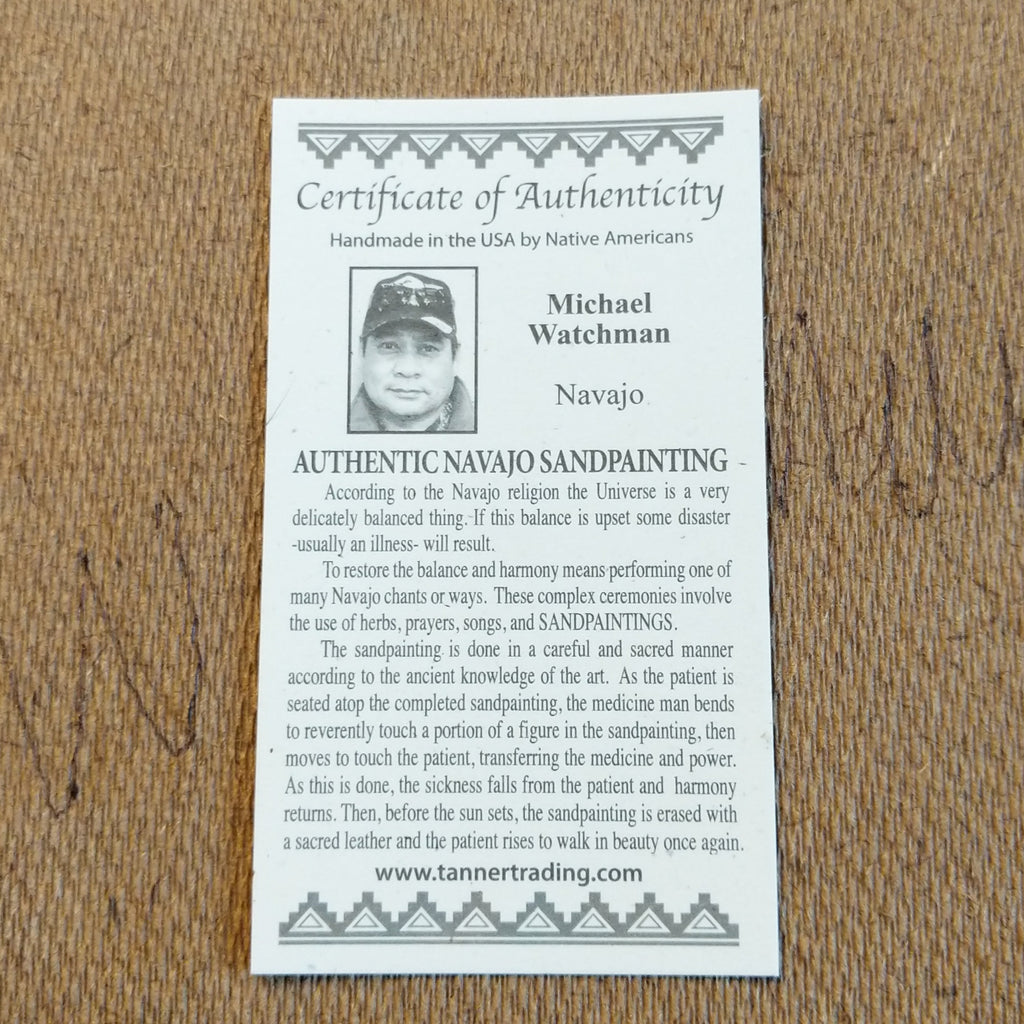 Certificate of Authenticity
Handmade in the USA by Native Americans
Michael
Watchman
Navajo
AUTHENTIC NAVAJO SANDPAINTING
According to the Navajo religion the Universe is a very
delicately balanced thing. If this balance is upset some disaster
-usually an illness- will result.
To restore the balance and harmony means performing one of
many Navajo chants or ways. These complex ceremonies involve
the use of herbs, prayers, songs, and SANDPAINTINGS.
The sandpainting is done in a careful and sacred manner
according to the ancient knowledge of the art. As the patient is
seated atop the completed sandpainting, the medicine man bends
to reverently touch a portion of a figure in the sandpainting, then
moves to touch the patient, transferring the medicine and power.
As this is done, the sickness falls from the patient and harmony
returns. Then, before the sun sets, the sandpainting is erased with
a sacred leather and the patient rises to walk in beauty once again.
www.tannertrading.com